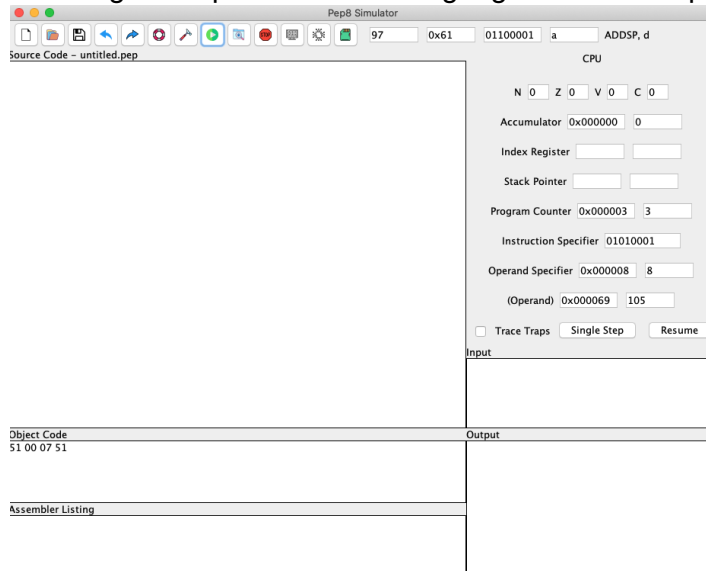 Pep8 Simulator
STOP
97 0x61 01100001 a ADDSP, d
Source Code - untitled.pep
CPU
N 0 Z 0 V 0 C 0
Accumulator 0x000000 0
Index Register
Stack Pointer
Program Counter 0x000003 3
Instruction Specifier 01010001
Operand Specifier 0x000008 8
(Operand) 0x000069 105
Trace Traps Single Step Resume
Input
Object Code
51 00 07 51
Output
Assembler Listing